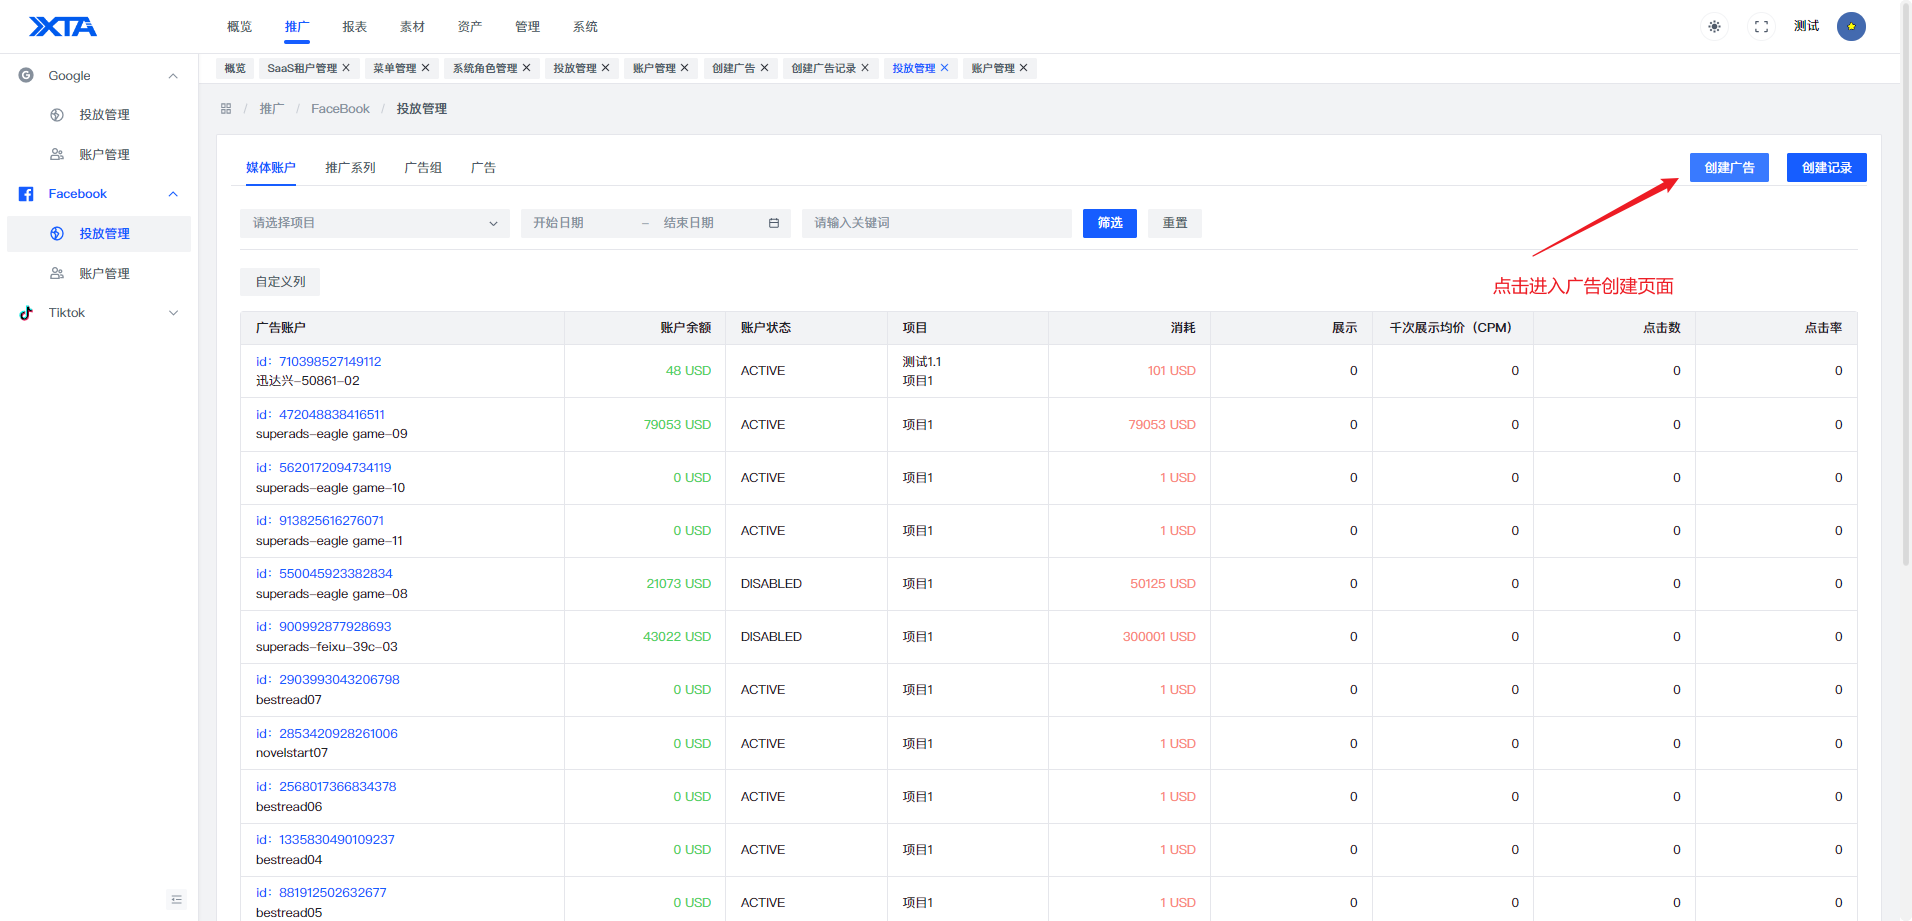 XXTA
概览 推广 报表 素材 资产 管理 系统 测试
概览 SaaS租户管理 菜单管理 系统角色管理 投放管理 账户管理 创建广告 创建广告记录 投放管理 账户管理
Google
投放管理
账户管理
Facebook
投放管理
账户管理
Tiktok
/ 推广 / FaceBook / 投放管理
媒体账户 推广系列 广告组 广告 创建广告 创建记录
请选择项目 开始日期 – 结束日期 请输入关键词 筛选 重置
自定义列
点击进入广告创建页面
广告账户 账户余额 账户状态 项目 消耗 展示 千次展示均价（CPM） 点击数 点击率
id：710398527149112
迅达兴-50861-02
48 USD ACTIVE
测试1.1
项目1
101 USD 0 0 0 0
id：472048838416511
superads-eagle game-09
79053 USD ACTIVE 项目1 79053 USD 0 0 0 0
id：5620172094734119
superads-eagle game-10
0 USD ACTIVE 项目1 1 USD 0 0 0 0
id：913825616276071
superads-eagle game-11
0 USD ACTIVE 项目1 1 USD 0 0 0 0
id：550045923382834
superads-eagle game-08
21073 USD DISABLED 项目1 50125 USD 0 0 0 0
id：900992877928693
superads-feixu-39c-03
43022 USD DISABLED 项目1 300001 USD 0 0 0 0
id：2903993043206798
bestread07
0 USD ACTIVE 项目1 1 USD 0 0 0 0
id：2853420928261006
novelstart07
0 USD ACTIVE 项目1 1 USD 0 0 0 0
id：2568017366834378
bestread06
0 USD ACTIVE 项目1 1 USD 0 0 0 0
id：1335830490109237
bestread04
0 USD ACTIVE 项目1 1 USD 0 0 0 0
id：881912502632677
bestread05
0 USD ACTIVE 项目1 1 USD 0 0 0 0